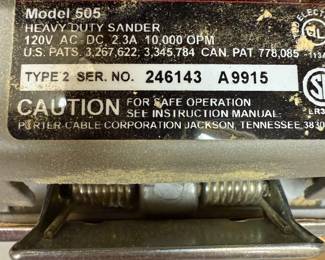 Model 505
HEAVY DUTY SANDER
120V AC-DC 2.3A 10,000 OPM
U.S. PATS. 3,267,622; 3,345,784 CAN. PAT 778,085
TYPE 2 SER. NO. 246143 A9915
CAUTION FOR SAFE OPERATION
SEE INSTRUCTION MANUAL
PORTER-CABLE CORPORATION JACKSON, TENNESSEE 3830